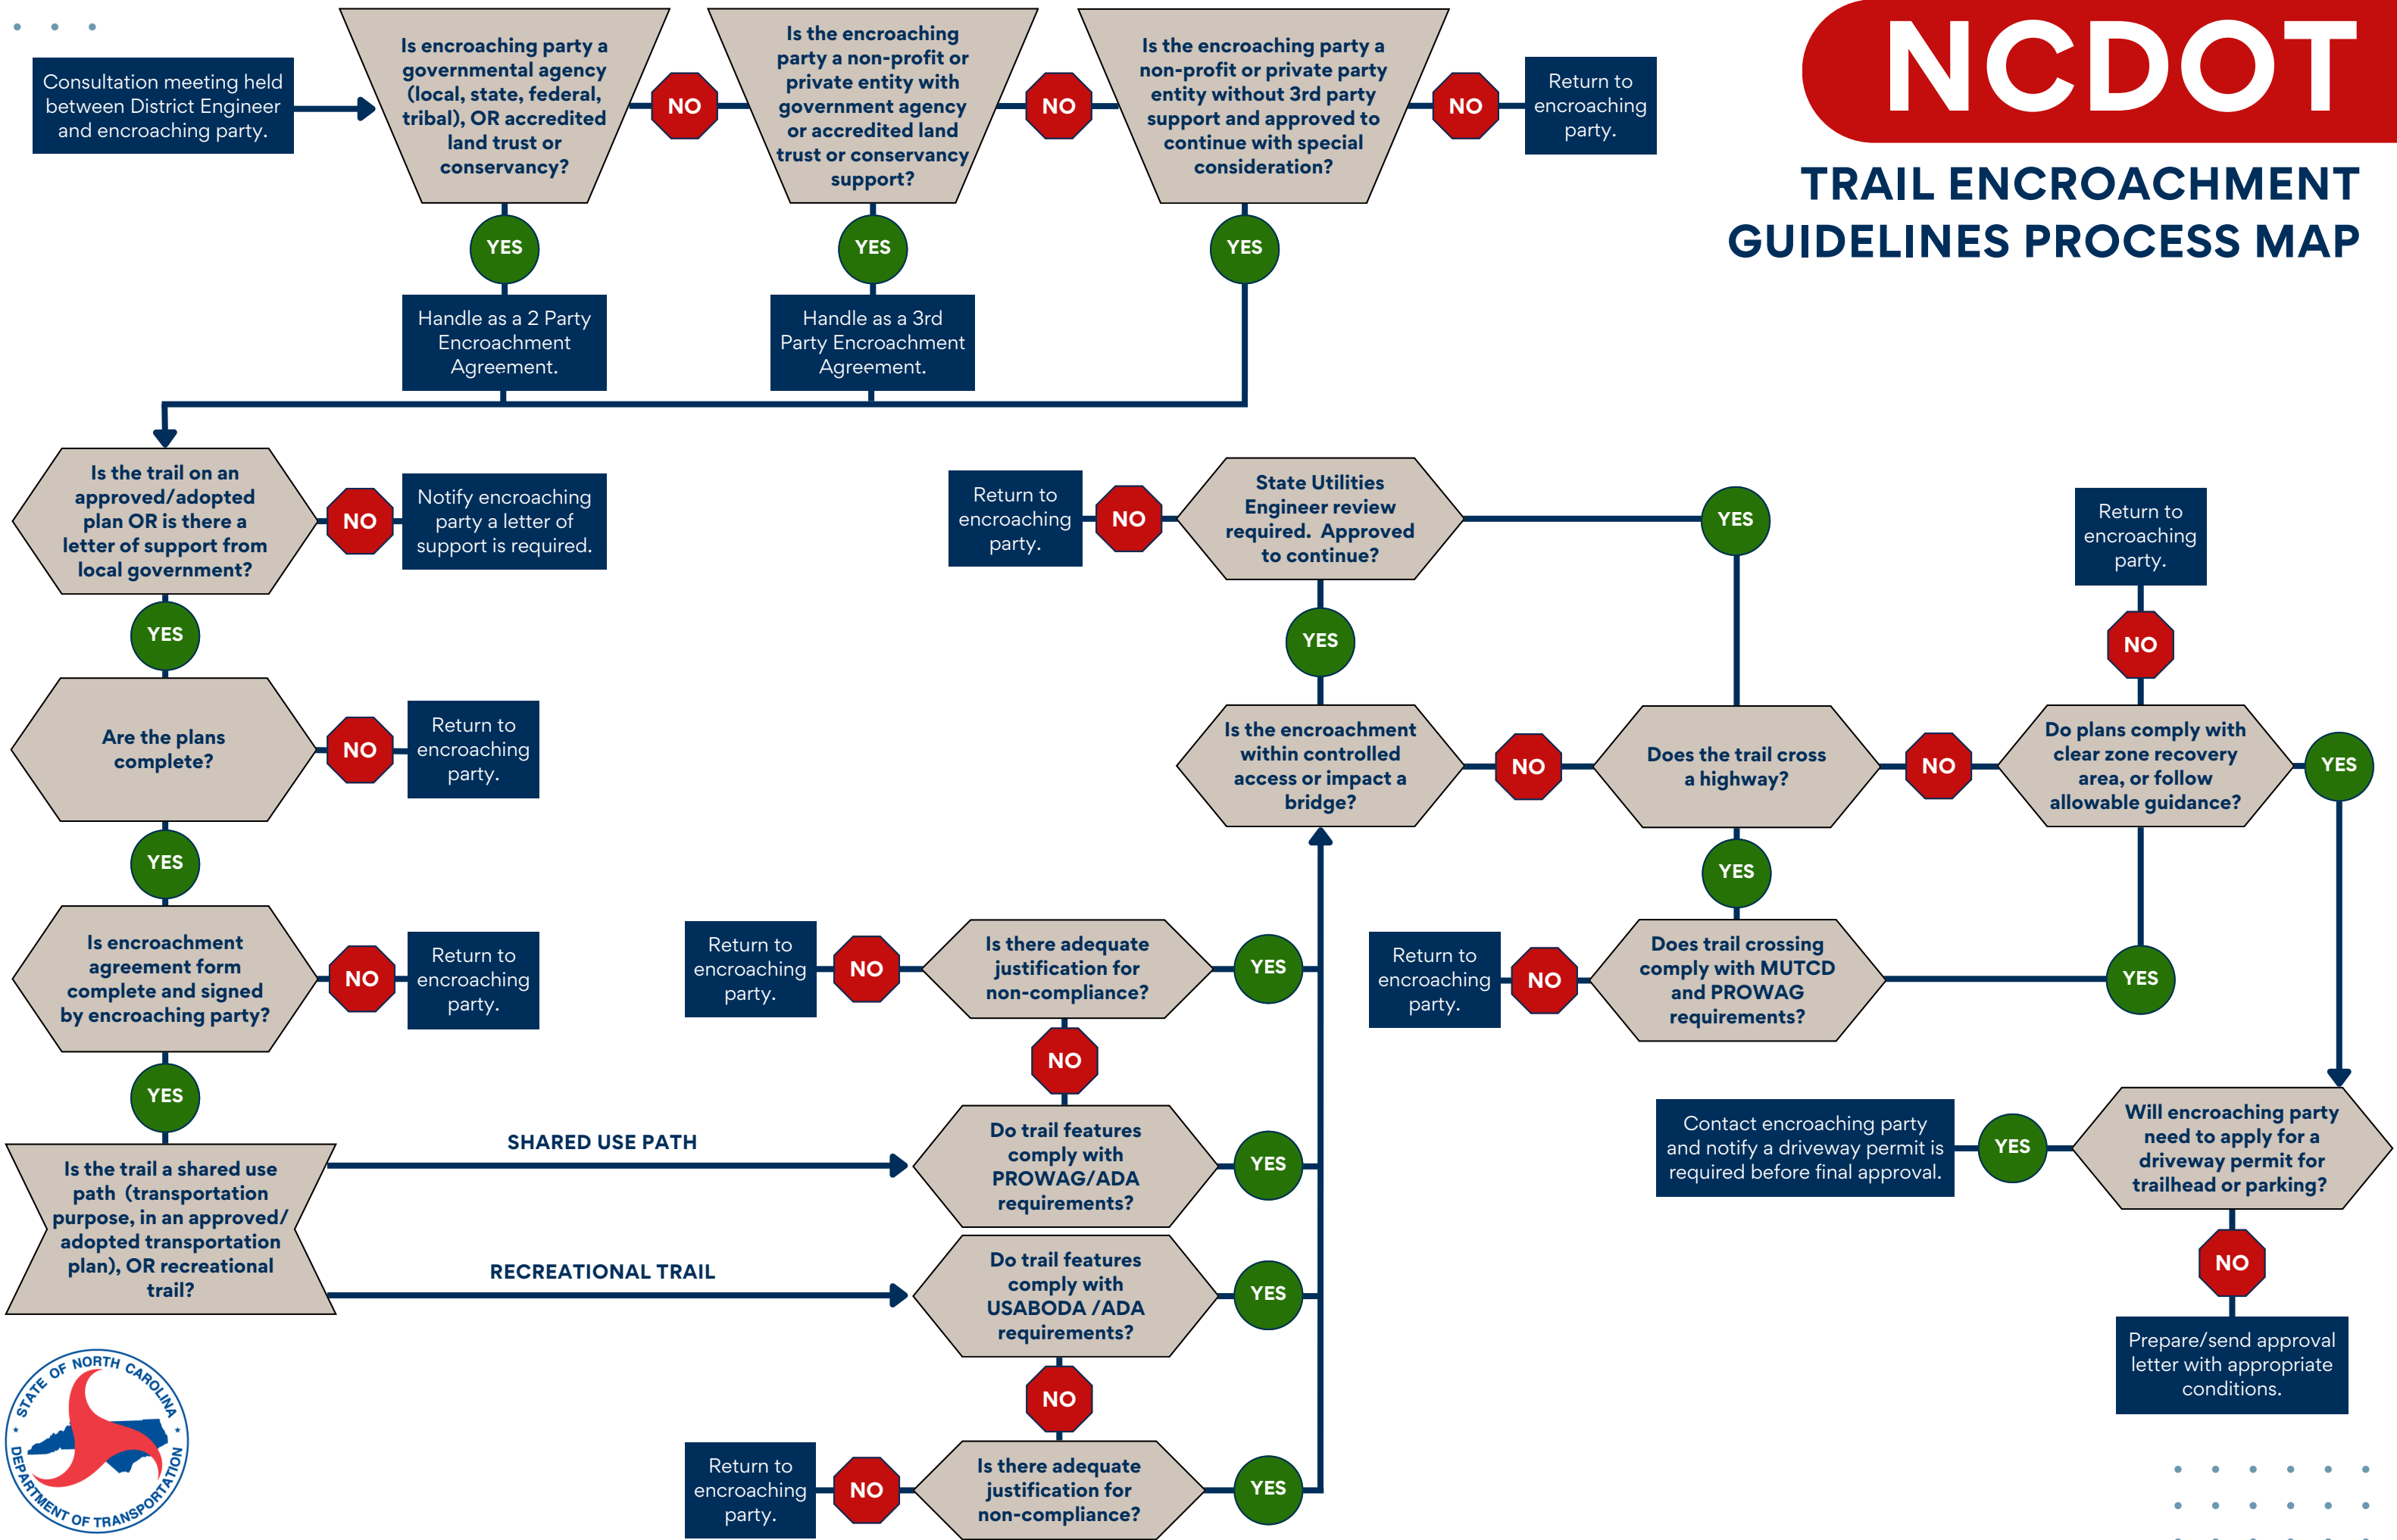 NCDOT
TRAIL ENCROACHMENT
GUIDELINES PROCESS MAP
Consultation meeting held
between District Engineer
and encroaching party.
Is encroaching party a
governmental agency
(local, state, federal,
tribal), OR accredited
land trust or
conservancy?
NO
Is the encroaching
party a non-profit or
private entity with
government agency
or accredited land
trust or conservancy
support?
NO
Is the encroaching party a
non-profit or private party
entity without 3rd party
support and approved to
continue with special
consideration?
NO
Return to
encroaching
party.
YES
YES
YES
Handle as a 2 Party
Encroachment
Agreement.
Handle as a 3rd
Party Encroachment
Agreement.
Is the trail on an
approved/adopted
plan OR is there a
letter of support from
local government?
NO
Notify encroaching
party a letter of
support is required.
YES
Are the plans
complete?
NO
Return to
encroaching
party.
YES
Is encroachment
agreement form
complete and signed
by encroaching party?
NO
Return to
encroaching
party.
YES
Is the trail a shared use
path (transportation
purpose, in an approved/
adopted transportation
plan), OR recreational
trail?
SHARED USE PATH
RECREATIONAL TRAIL
Return to
encroaching
party.
NO
Is there adequate
justification for
non-compliance?
YES
NO
Do trail features
comply with
PROWAG/ADA
requirements?
YES
Do trail features
comply with
USABODA /ADA
requirements?
YES
NO
Return to
encroaching
party.
NO
Is there adequate
justification for
non-compliance?
YES
Return to
encroaching
party.
NO
State Utilities
Engineer review
required. Approved
to continue?
YES
YES
Is the encroachment
within controlled
access or impact a
bridge?
NO
Does the trail cross
a highway?
NO
Return to
encroaching
party.
NO
Do plans comply with
clear zone recovery
area, or follow
allowable guidance?
YES
YES
Return to
encroaching
party.
NO
Does trail crossing
comply with MUTCD
and PROWAG
requirements?
YES
Contact encroaching party
and notify a driveway permit is
required before final approval.
YES
Will encroaching party
need to apply for a
driveway permit for
trailhead or parking?
NO
Prepare/send approval
letter with appropriate
conditions.
STATE OF NORTH CAROLINA
DEPARTMENT OF TRANSPORTATION